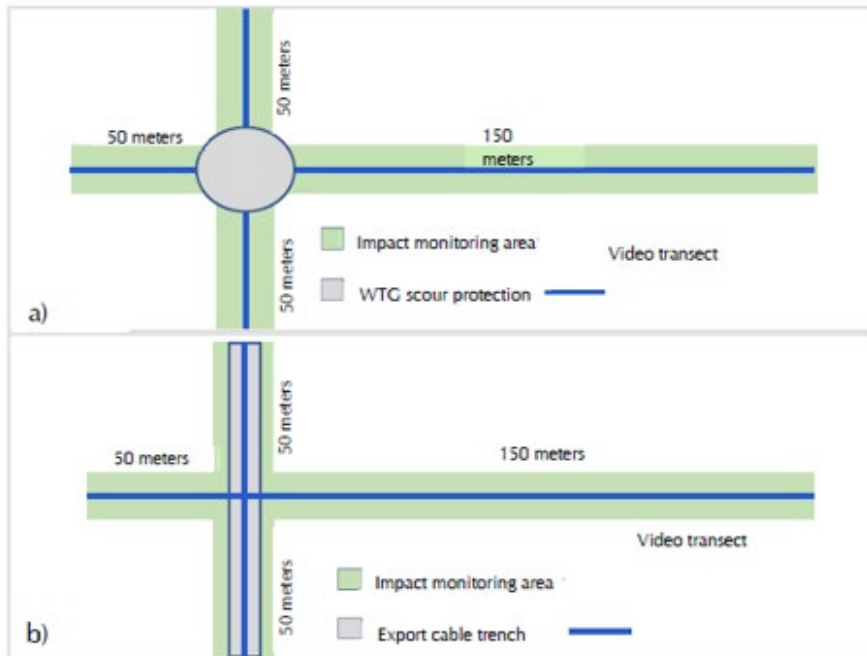 50 meters
50 meters
150
meters
50 meters
Impact monitoring area
Video transect
WTG scour protection
a)
50 meters
50 meters
150 meters
Video transect
50 meters
Impact monitoring area
Export cable trench
b)